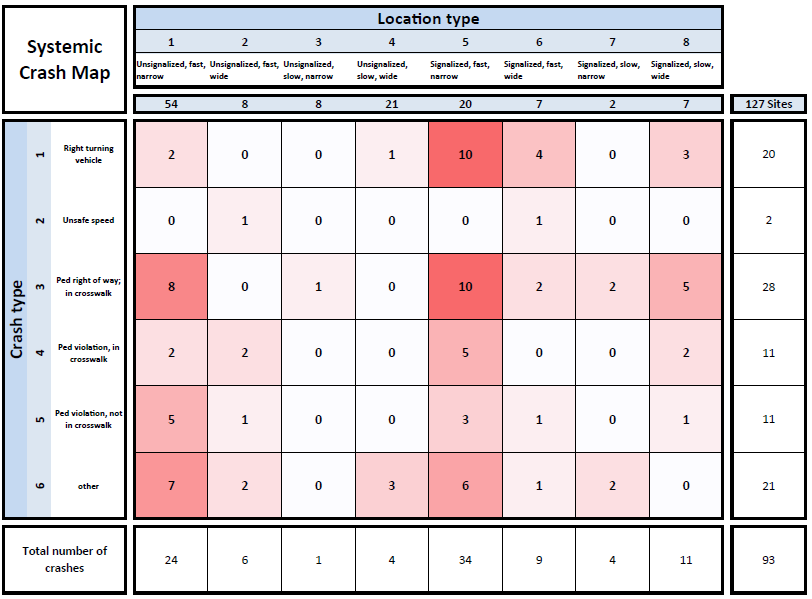 Systemic
Crash Map
Location type
1 2 3 4 5 6 7 8
Unsignalized, fast, narrow
Unsignalized, fast, wide
Unsignalized, slow, narrow
Unsignalized, slow, wide
Signalized, fast, narrow
Signalized, fast, wide
Signalized, slow, narrow
Signalized, slow, wide
54 8 8 21 20 7 2 7 127 Sites
Crash type
1 Right turning vehicle 2 0 0 1 10 4 0 3 20
2 Unsafe speed 0 1 0 0 0 1 0 0 2
3 Ped right of way; in crosswalk 8 0 1 0 10 2 2 5 28
4 Ped violation, in crosswalk 2 2 0 0 5 0 0 2 11
5 Ped violation, not in crosswalk 5 1 0 0 3 1 0 1 11
6 other 7 2 0 3 6 1 2 0 21
Total number of crashes 24 6 1 4 34 9 4 11 93